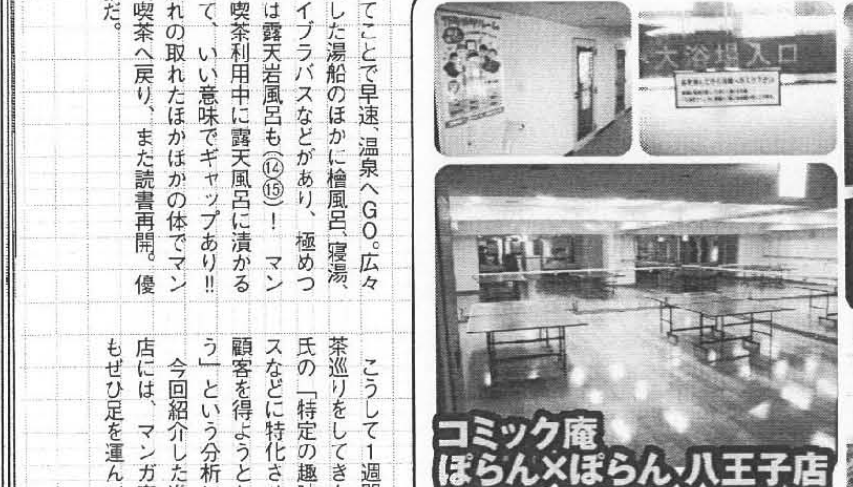 てことで早速、温泉へGO。広々
した湯船のほかに檜風呂、寝湯、
イブラバスなどがあり、極めつ
は露天岩風呂も(⑭⑮)！　マン
喫茶利用中に露天風呂に漬かる
て、いい意味でギャップあり!!
れの取れたほかほかの体でマン
喫茶へ戻り、また読書再開。優
だ。
こうして1週間
茶巡りをしてき
氏の「特定の趣
スなどに特化さ
顧客を得ようと
う」という分析
今回紹介した
店には、マンガ
もぜひ足を運ん
大浴場入口
コミック庵
ぽらん×ぽらん八王子店